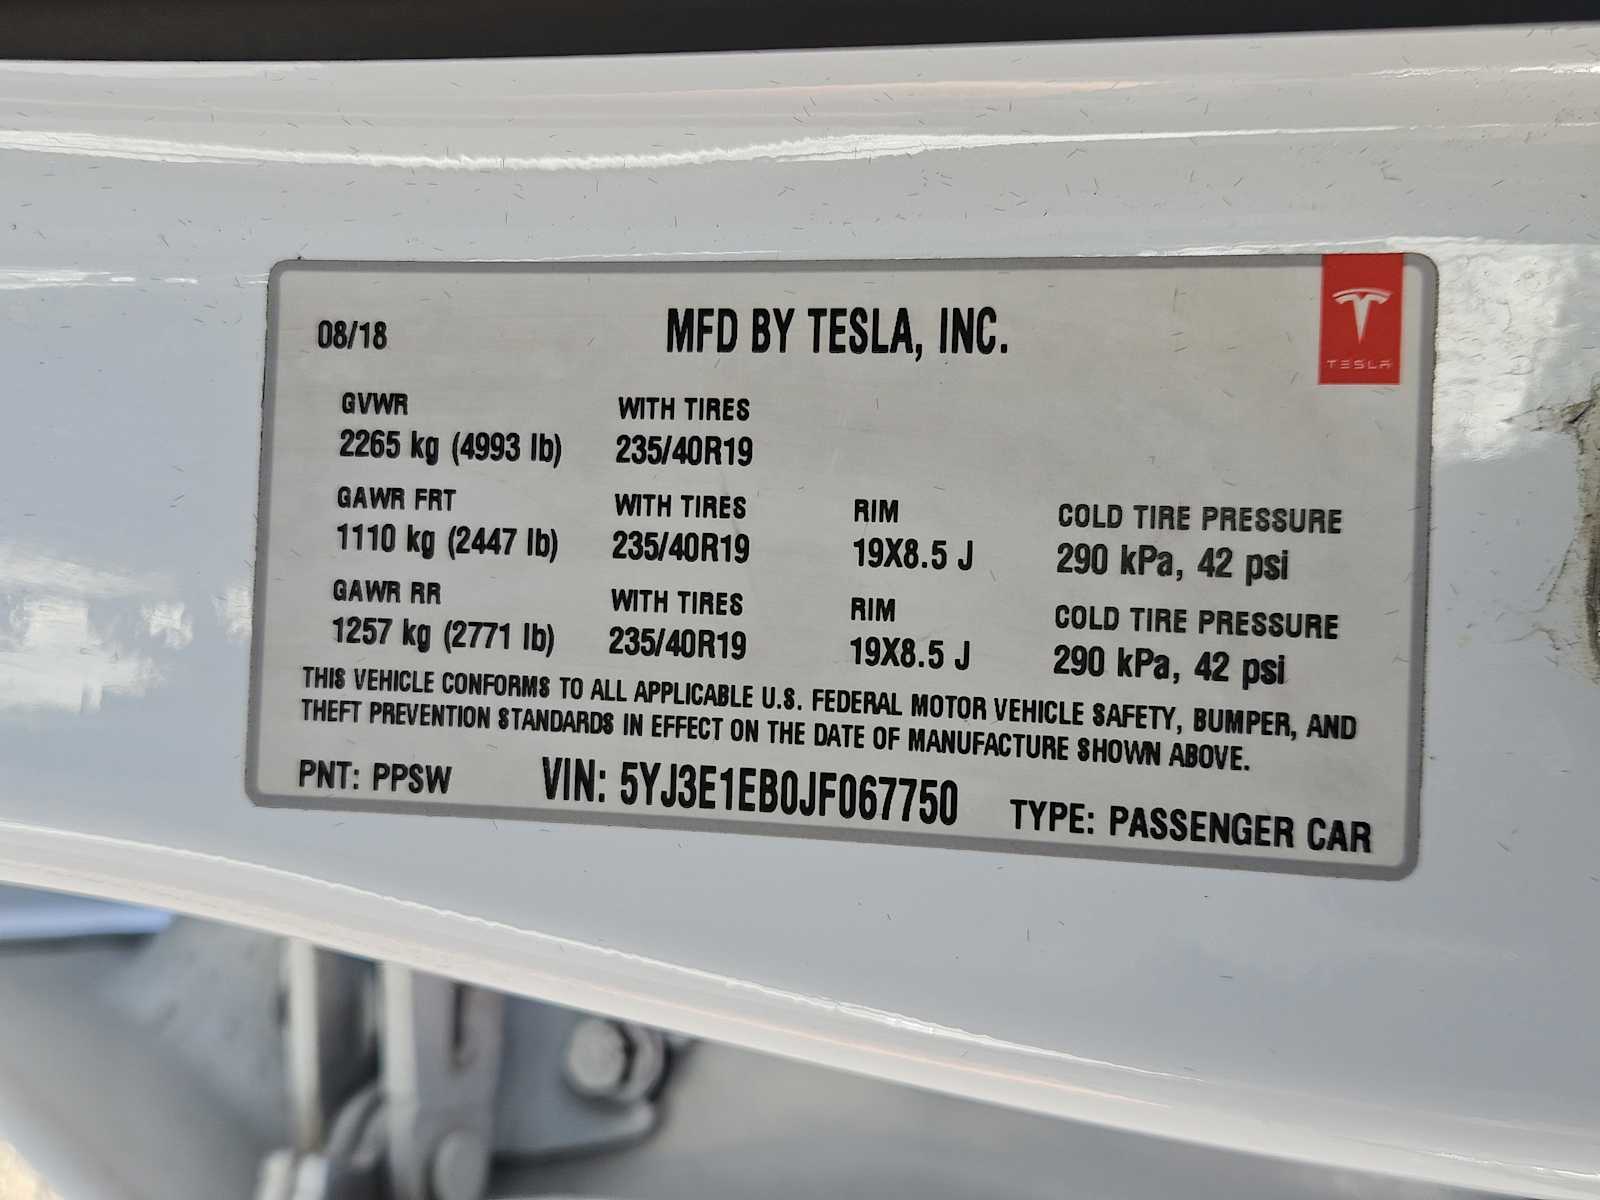 08/18 MFD BY TESLA, INC.
TESLA
GVWR WITH TIRES
2265 kg (4993 lb) 235/40R19
GAWR FRT WITH TIRES RIM COLD TIRE PRESSURE
1110 kg (2447 lb) 235/40R19 19X8.5 J 290 kPa, 42 psi
GAWR RR WITH TIRES RIM COLD TIRE PRESSURE
1257 kg (2771 lb) 235/40R19 19X8.5 J 290 kPa, 42 psi
THIS VEHICLE CONFORMS TO ALL APPLICABLE U.S. FEDERAL MOTOR VEHICLE SAFETY, BUMPER, AND
THEFT PREVENTION STANDARDS IN EFFECT ON THE DATE OF MANUFACTURE SHOWN ABOVE.
PNT: PPSW VIN: 5YJ3E1EB0JF067750 TYPE: PASSENGER CAR